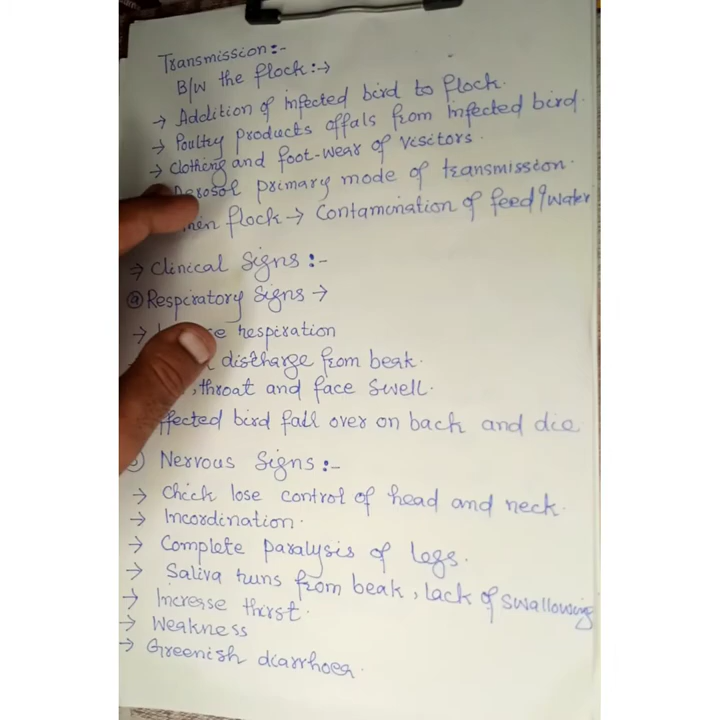 Transmission:-
B/w the flock:→
→ Addition of infected bird to flock.
→ Poultry products offals from infected bird.
→ Clothing and foot-wear of visitors.
Aerosol primary mode of transmission.
flock → Contamination of feed & water
⇒ Clinical Signs :-
ⓐ Respiratory Signs →
→ respiration
discharge from beak.
, throat and face swell.
ffected bird fall over on back and die
Nervous Signs :-
→ Chick lose control of head and neck.
→ Incordination.
→ Complete paralysis of legs.
→ Saliva runs from beak, lack of swallowing
→ Increase thirst.
→ Weakness
→ Greenish diarrhoea.